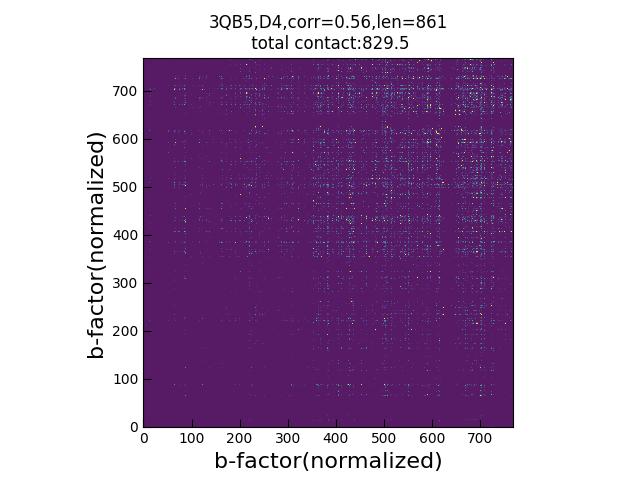 3QB5,D4,corr=0.56,len=861
total contact:829.5
b-factor(normalized)
700
600
500
400
300
200
100
0
0 100 200 300 400 500 600 700
b-factor(normalized)